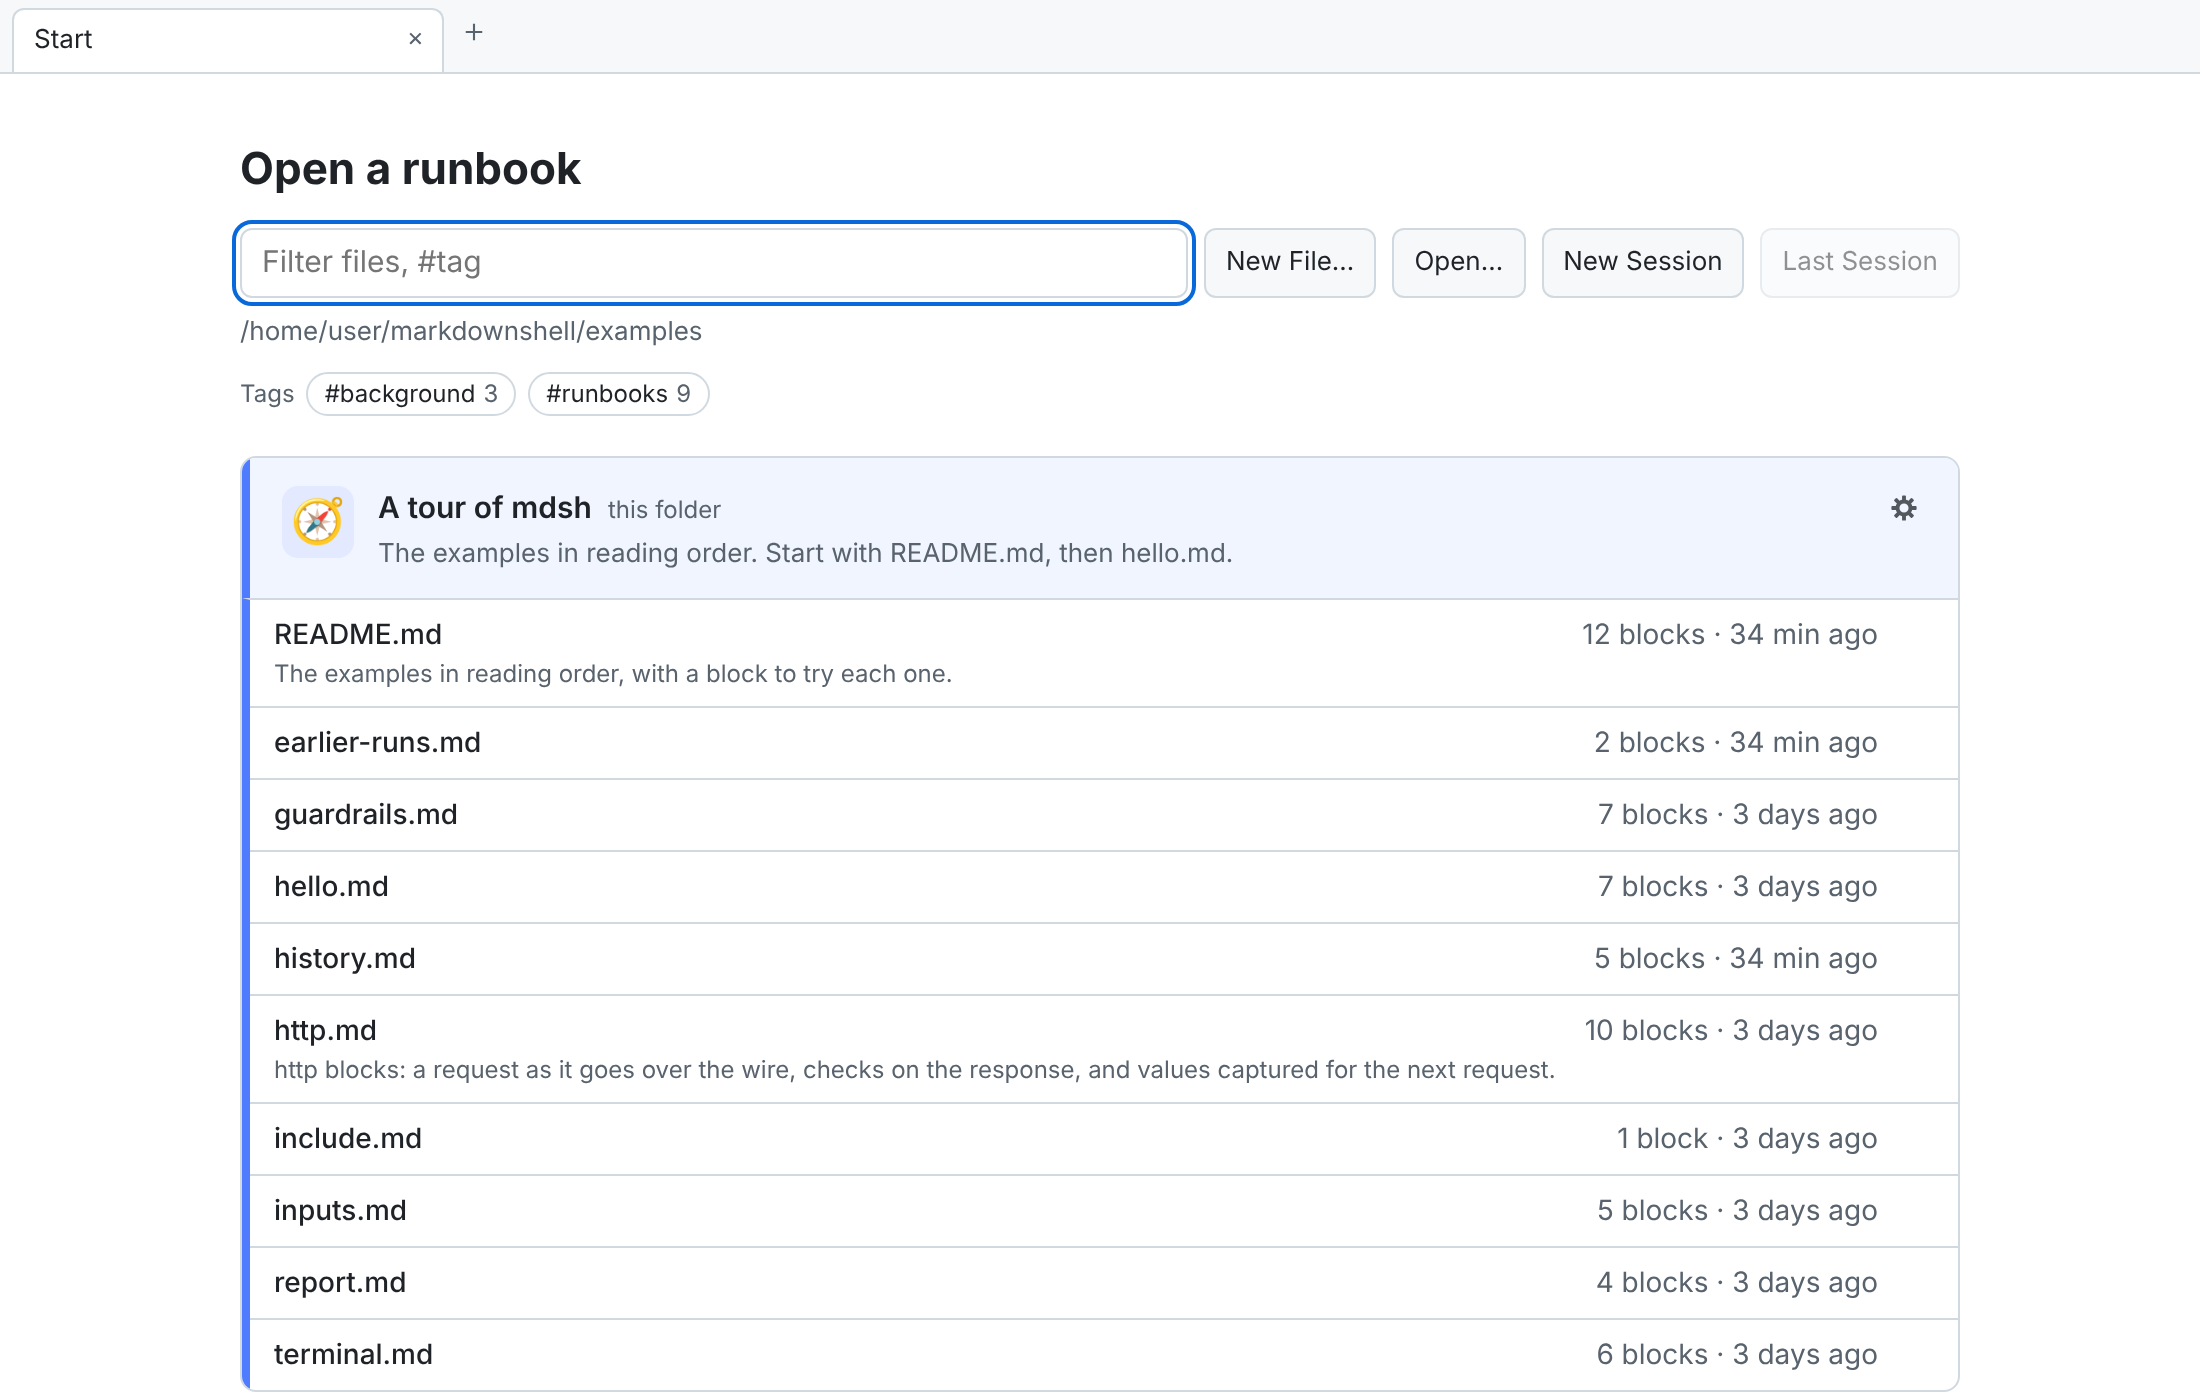 Start × +
Open a runbook
Filter files, #tag
New File... Open... New Session Last Session
/home/user/markdownshell/examples
Tags #background 3 #runbooks 9
A tour of mdsh this folder
The examples in reading order. Start with README.md, then hello.md.
README.md 12 blocks · 34 min ago
The examples in reading order, with a block to try each one.
earlier-runs.md 2 blocks · 34 min ago
guardrails.md 7 blocks · 3 days ago
hello.md 7 blocks · 3 days ago
history.md 5 blocks · 34 min ago
http.md 10 blocks · 3 days ago
http blocks: a request as it goes over the wire, checks on the response, and values captured for the next request.
include.md 1 block · 3 days ago
inputs.md 5 blocks · 3 days ago
report.md 4 blocks · 3 days ago
terminal.md 6 blocks · 3 days ago